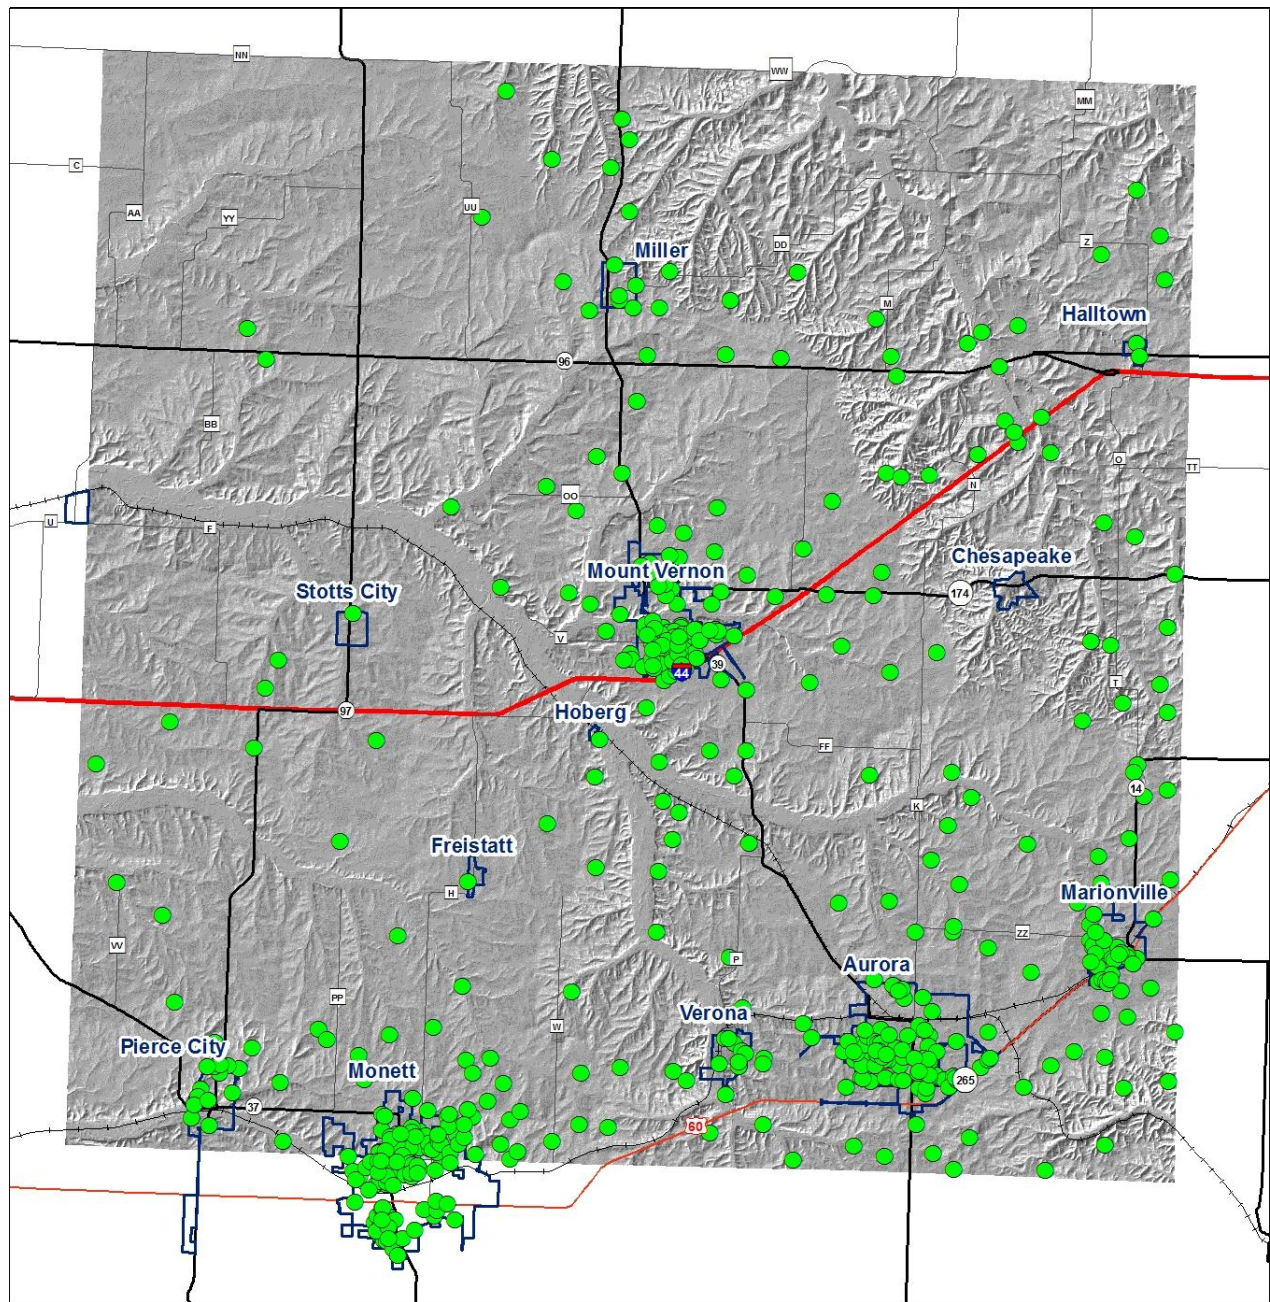 NN
WW
MM
C
UU
AA
YY
Z
DD
Miller
M
Halltown
96
BB
O
TT
N
OO
U
F
Chesapeake
Mount Vernon
Stotts City
174
V
39
44
T
97
Hoberg
FF
14
K
Freistatt
H
Marionville
ZZ
VV
P
Aurora
PP
Verona
W
Pierce City
Monett
265
37
60